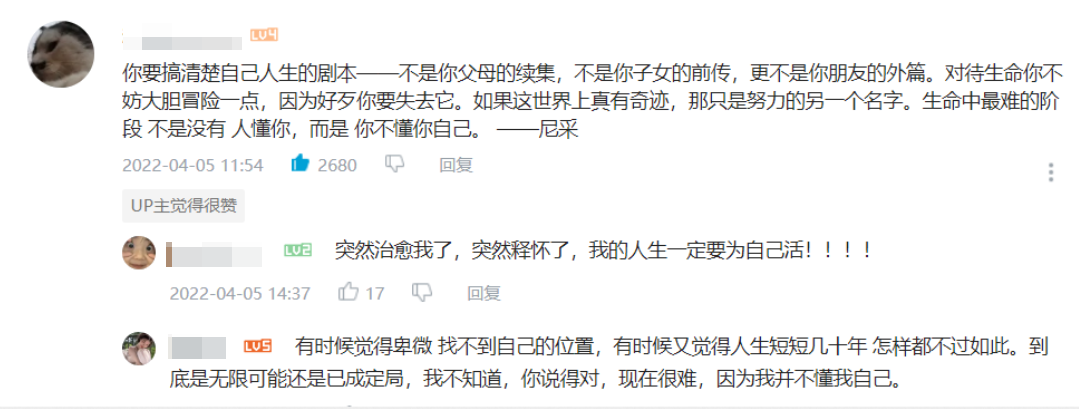 LV4
你要搞清楚自己人生的剧本——不是你父母的续集，不是你子女的前传，更不是你朋友的外篇。对待生命你不
妨大胆冒险一点，因为好歹你要失去它。如果这世界上真有奇迹，那只是努力的另一个名字。生命中最难的阶
段 不是没有 人懂你，而是 你不懂你自己。 ——尼采
2022-04-05 11:54 2680 回复
UP主觉得很赞
LV2 突然治愈我了，突然释怀了，我的人生一定要为自己活！！！！
2022-04-05 14:37 17 回复
LV5 有时候觉得卑微 找不到自己的位置，有时候又觉得人生短短几十年 怎样都不过如此。到
底是无限可能还是已成定局，我不知道，你说得对，现在很难，因为我并不懂我自己。